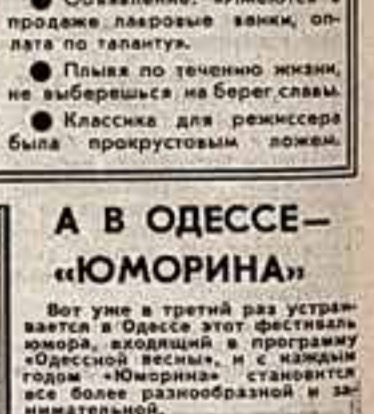 ● Объявление: «Имеются в
продаже лавровые венки, оп-
лата по таланту».
● Плывя по течению жизни,
не выберешься на берег славы.
● Классика для режиссера
была прокрустовым ложем.
А В ОДЕССЕ—
«ЮМОРИНА»
Вот уже в третий раз устраи-
вается в Одессе этот фестиваль
юмора, входящий в программу
«Одесской весны», и с каждым
годом «Юморина» становится
все более разнообразной и за-
нимательной.